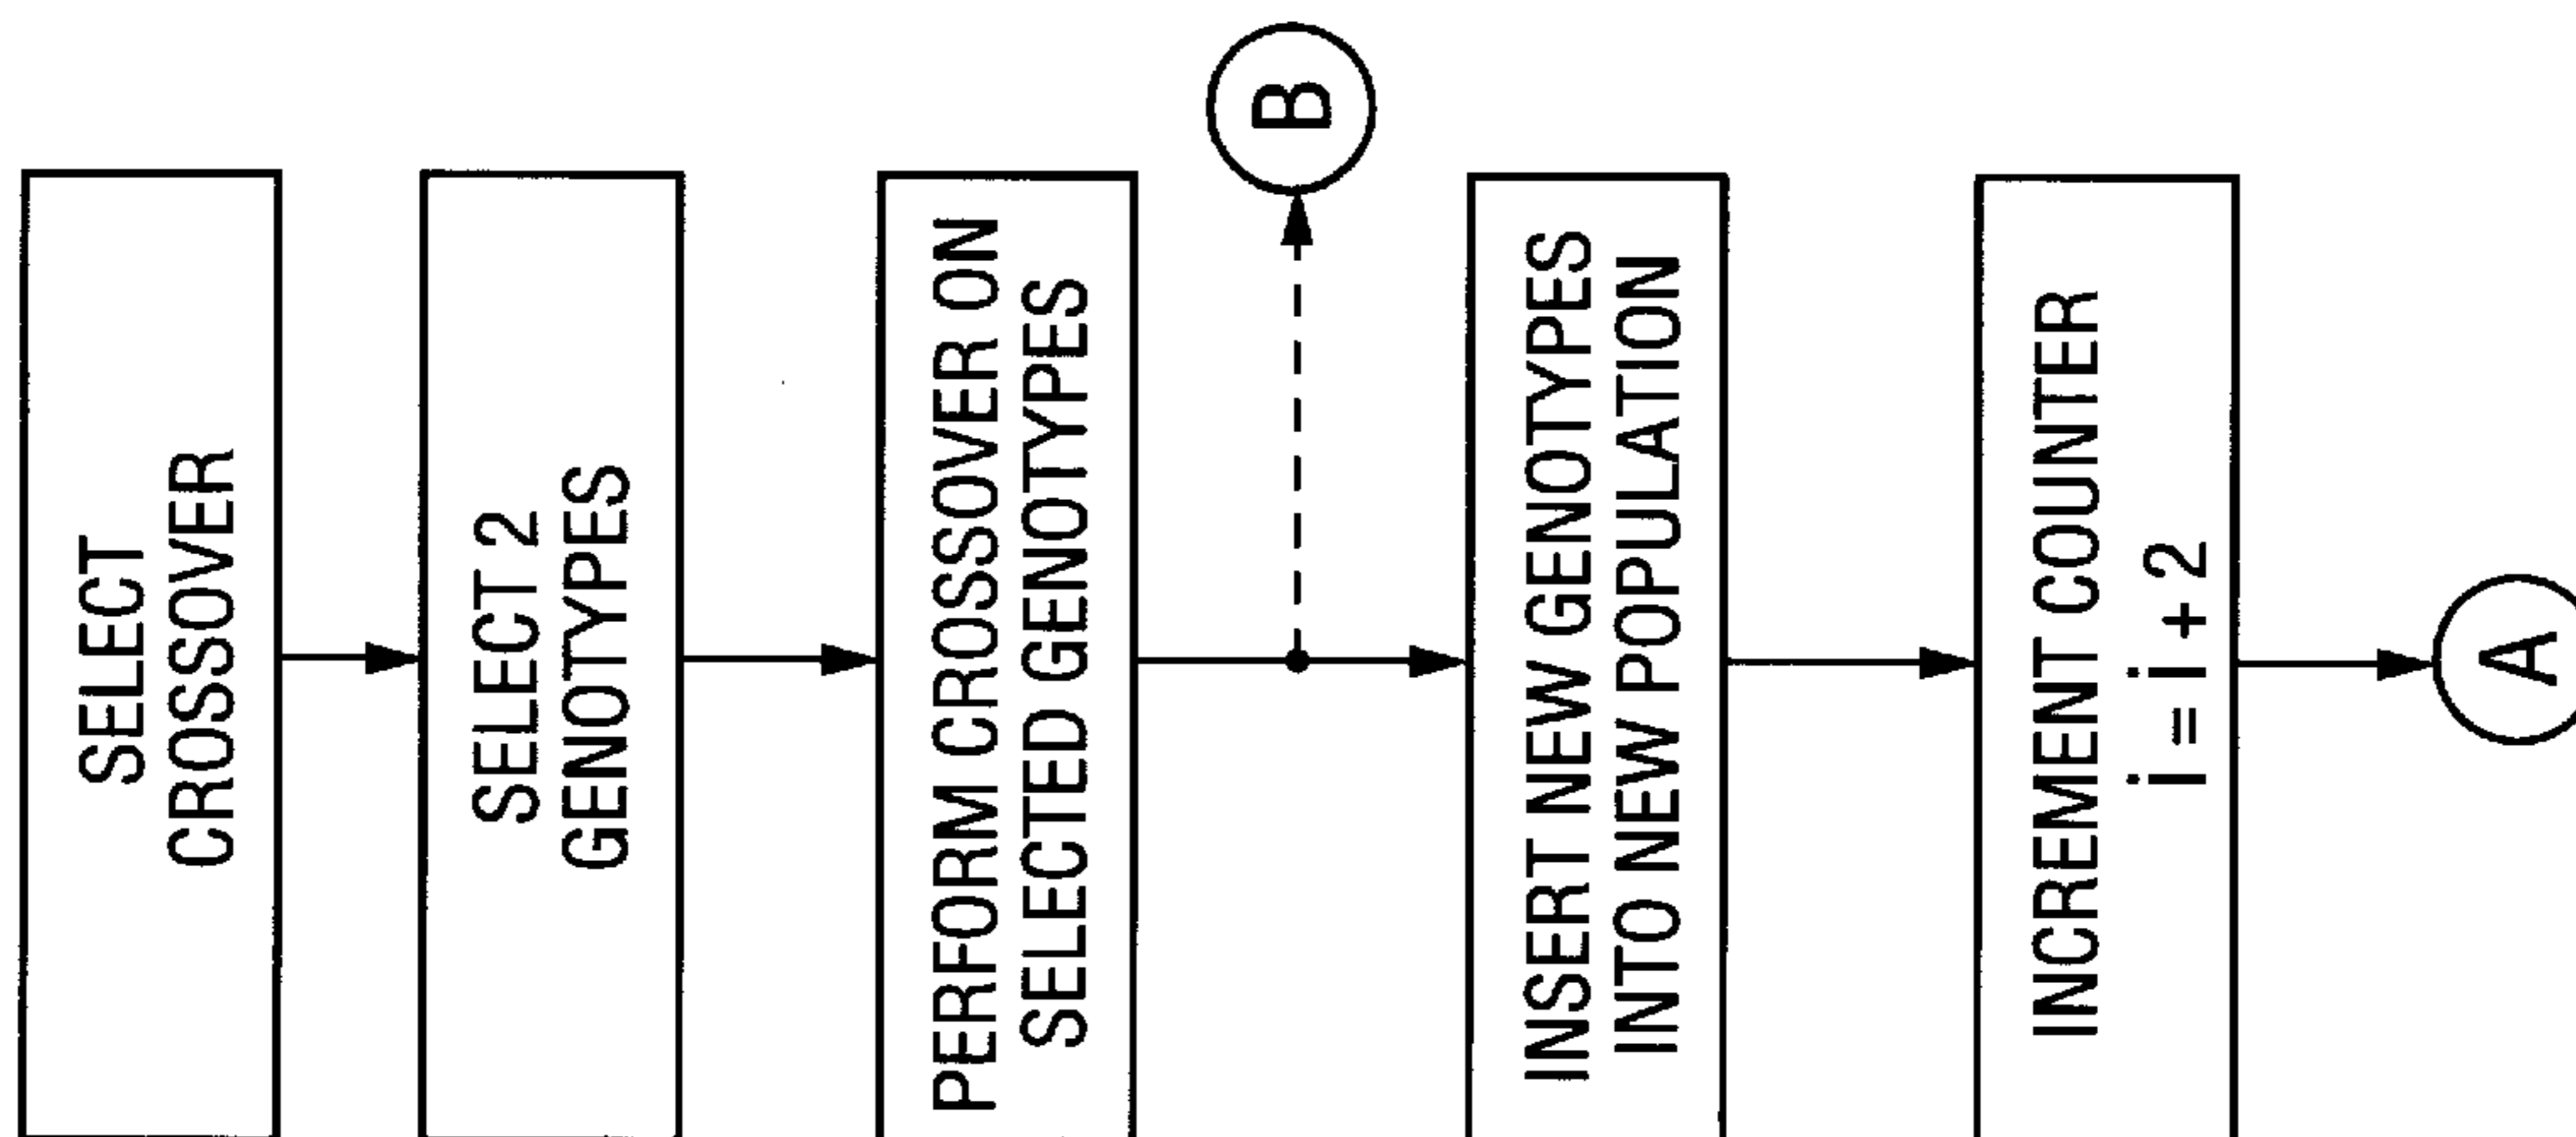 SELECT
CROSSOVER
SELECT 2
GENOTYPES
PERFORM CROSSOVER ON
SELECTED GENOTYPES
B
INSERT NEW GENOTYPES
INTO NEW POPULATION
INCREMENT COUNTER
i = i + 2
A